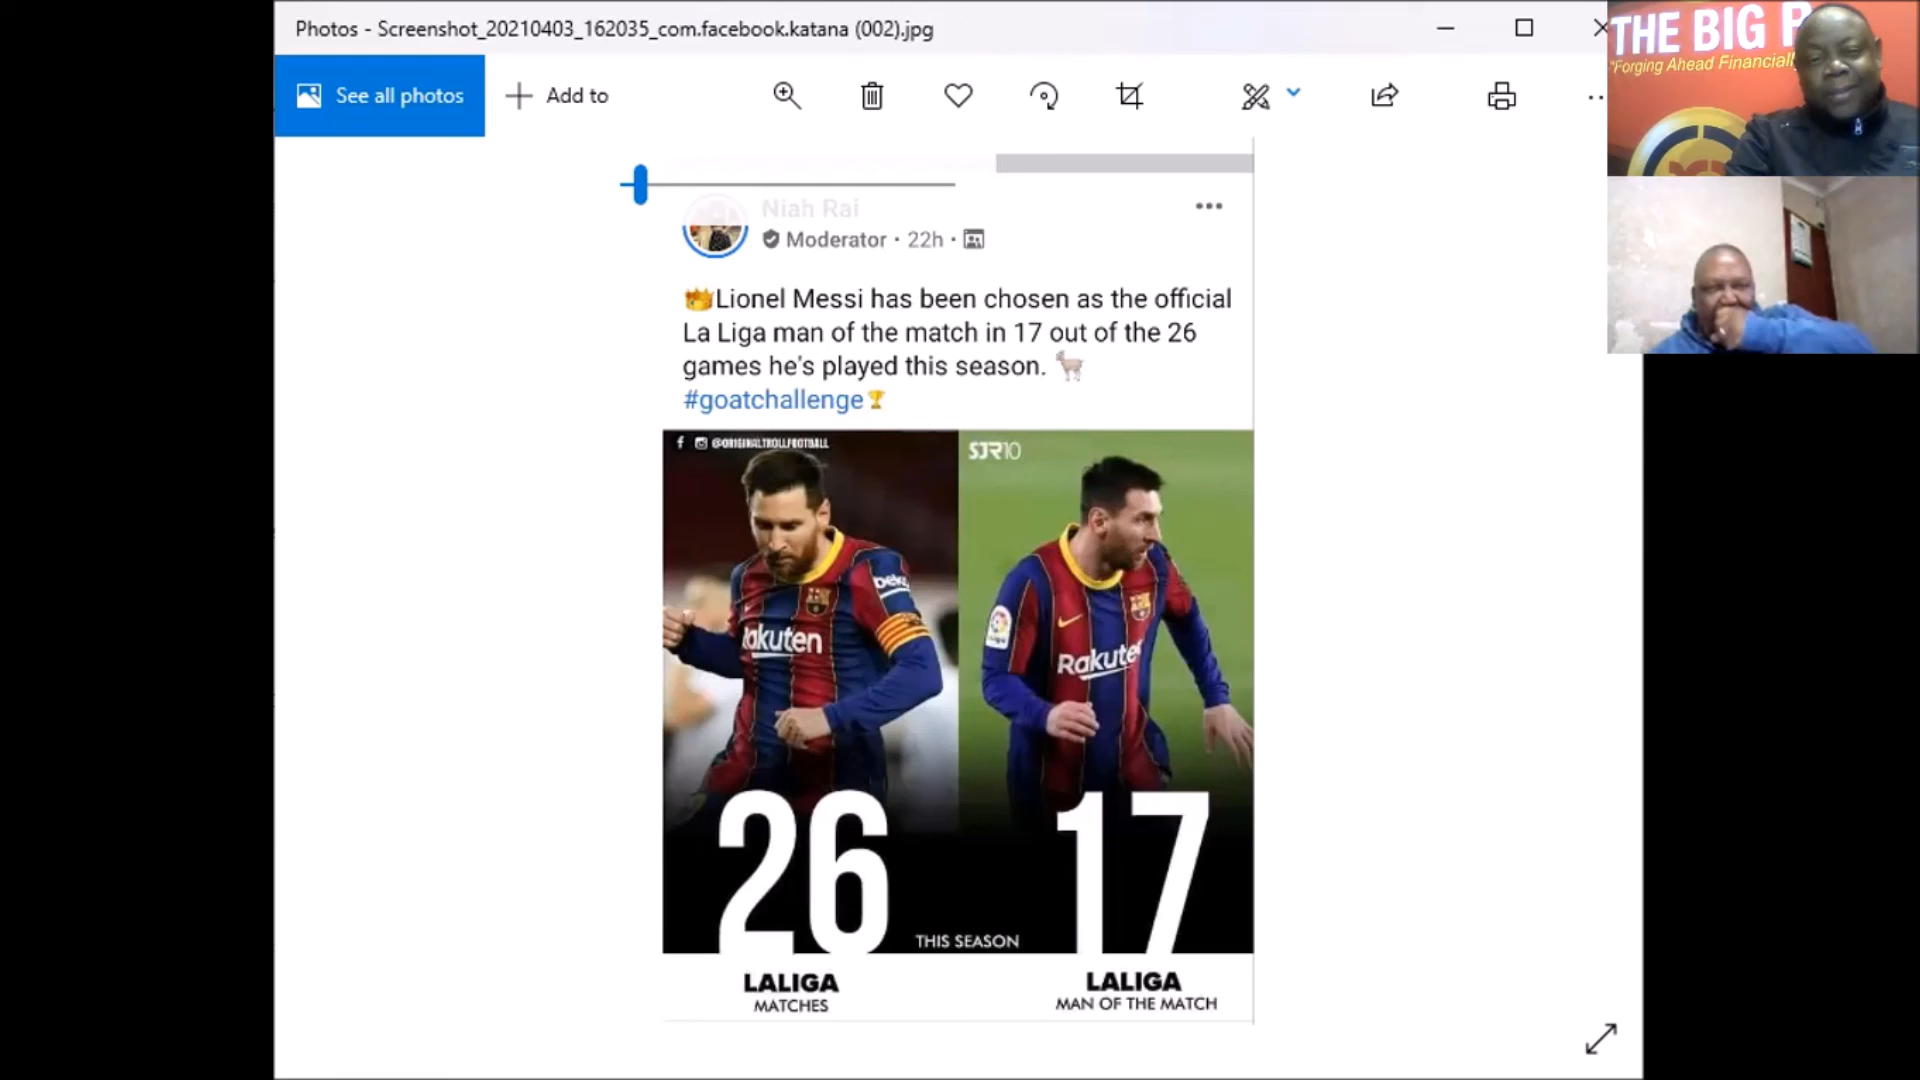 Photos - Screenshot_20210403_162035_com.facebook.katana (002).jpg
See all photos
Add to
THE BIG P
"Forging Ahead Financiall
Niah Rai
Moderator · 22h ·
Lionel Messi has been chosen as the official
La Liga man of the match in 17 out of the 26
games he's played this season.
#goatchallenge
@ORIGINALTROLLFOOTBALL
SJR10
beko
Rakuten
Rakuten
26
17
THIS SEASON
LALIGA
MATCHES
LALIGA
MAN OF THE MATCH